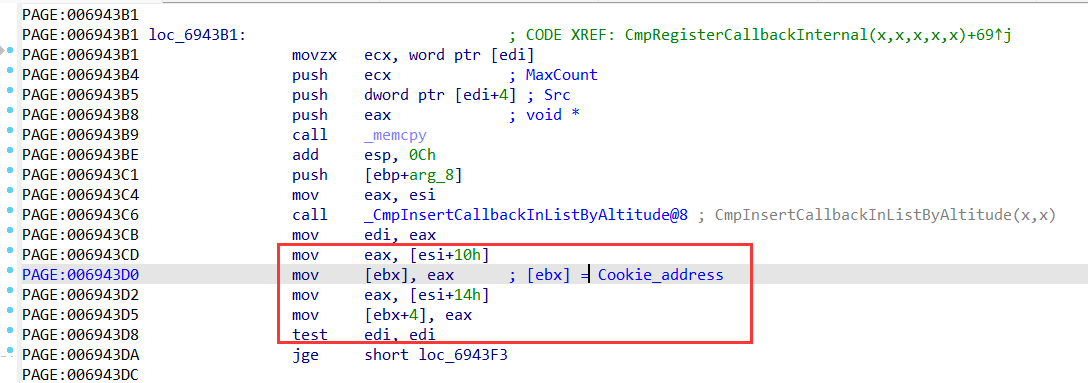 PAGE:006943B1
PAGE:006943B1 loc_6943B1: ; CODE XREF: CmpRegisterCallbackInternal(x,x,x,x,x)+69↑j
PAGE:006943B1 movzx ecx, word ptr [edi]
PAGE:006943B4 push ecx ; MaxCount
PAGE:006943B5 push dword ptr [edi+4] ; Src
PAGE:006943B8 push eax ; void *
PAGE:006943B9 call _memcpy
PAGE:006943BE add esp, 0Ch
PAGE:006943C1 push [ebp+arg_8]
PAGE:006943C4 mov eax, esi
PAGE:006943C6 call _CmpInsertCallbackInListByAltitude@8 ; CmpInsertCallbackInListByAltitude(x,x)
PAGE:006943CB mov edi, eax
PAGE:006943CD mov eax, [esi+10h]
PAGE:006943D0 mov [ebx], eax ; [ebx] = Cookie_address
PAGE:006943D2 mov eax, [esi+14h]
PAGE:006943D5 mov [ebx+4], eax
PAGE:006943D8 test edi, edi
PAGE:006943DA jge short loc_6943F3
PAGE:006943DC